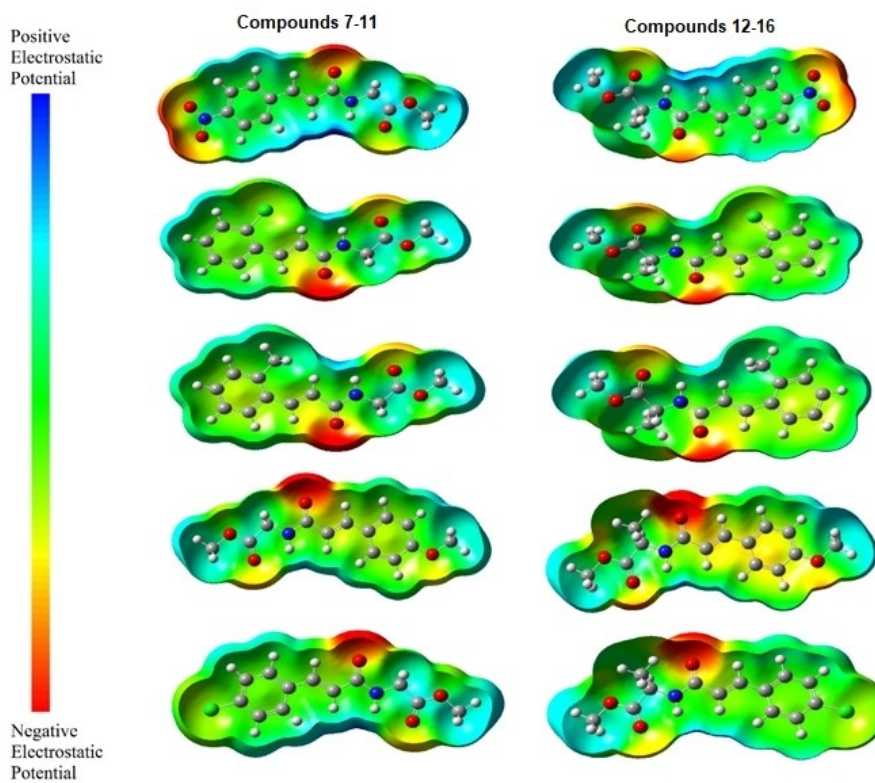 Compounds 7-11
Compounds 12-16
Positive
Electrostatic
Potential
Negative
Electrostatic
Potential